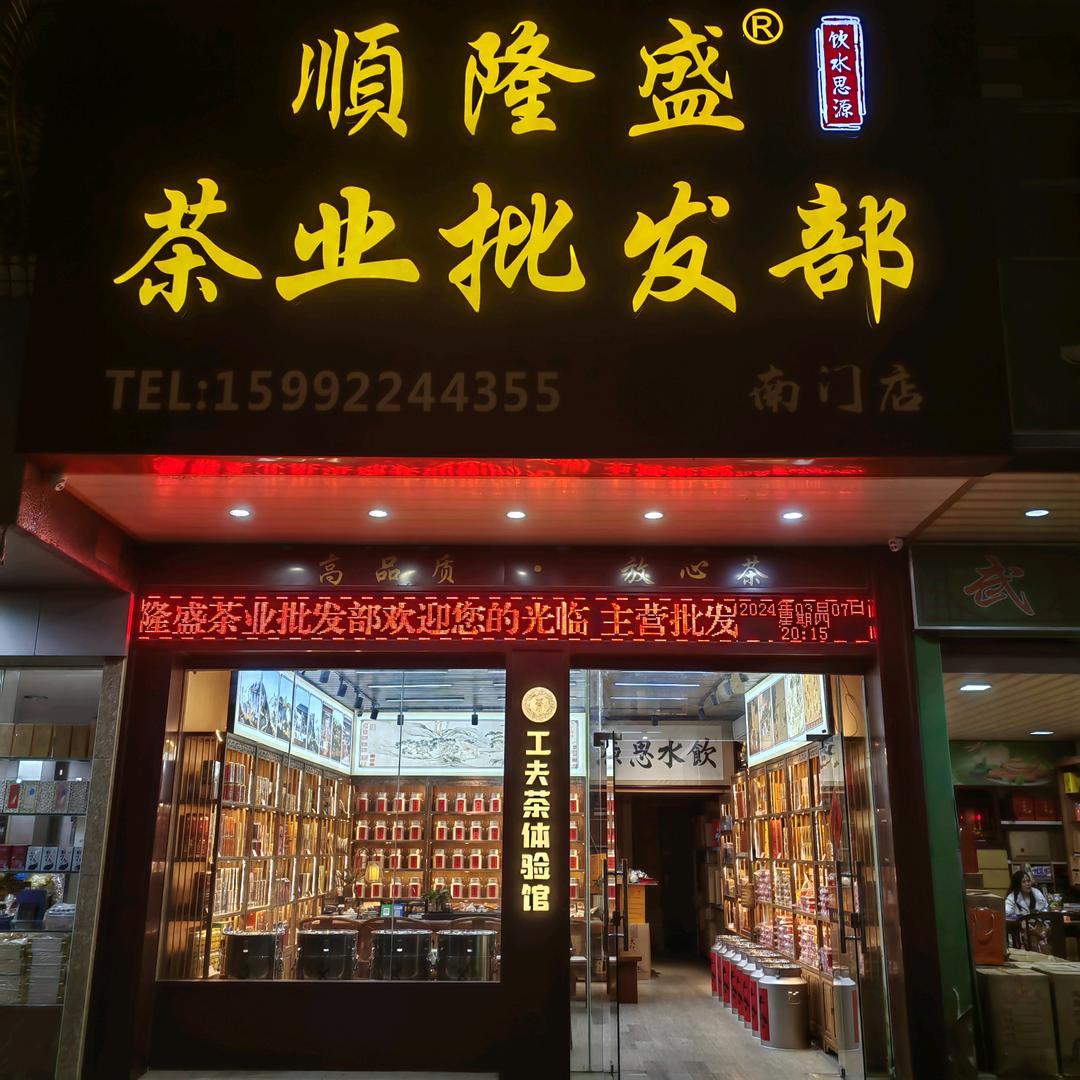 順隆盛®
饮水思源
茶业批发部
TEL:15992244355
南门店
高品质·放心茶
隆盛茶业批发部欢迎您的光临 主营批发
2024年03月07日
星期四
20:15
武
工夫茶体验馆
源思水飲